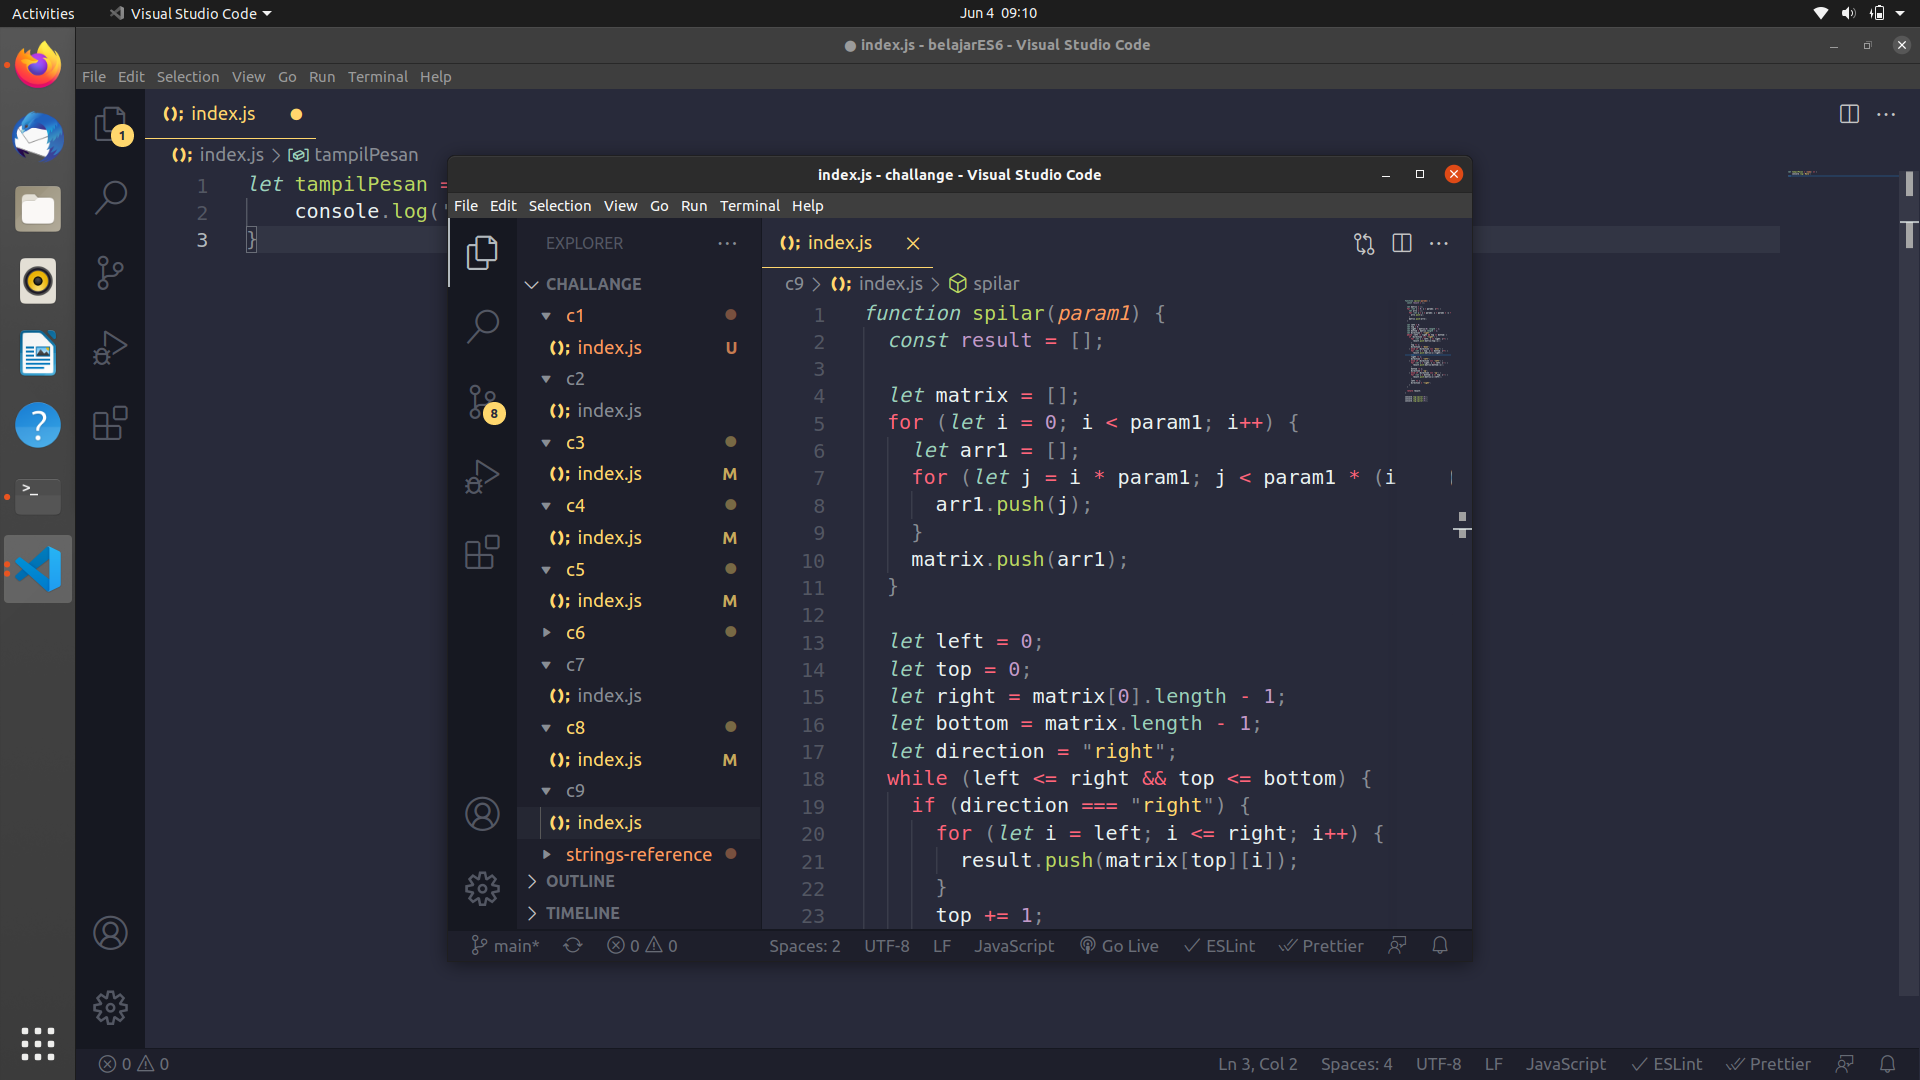 Activities
Visual Studio Code
Jun 4 09:10
index.js - belajarES6 - Visual Studio Code
File Edit Selection View Go Run Terminal Help
1
(); index.js
(); index.js > tampilPesan
1 let tampilPesan =
2 console.log(
3 }
index.js - challange - Visual Studio Code
File Edit Selection View Go Run Terminal Help
8
EXPLORER
CHALLANGE
c1
(); index.js U
c2
(); index.js
c3
(); index.js M
c4
(); index.js M
c5
(); index.js M
c6
c7
(); index.js
c8
(); index.js M
c9
(); index.js
strings-reference
OUTLINE
TIMELINE
(); index.js
c9 > (); index.js > spilar
1 function spilar(param1) {
2 const result = [];
3
4 let matrix = [];
5 for (let i = 0; i < param1; i++) {
6 let arr1 = [];
7 for (let j = i * param1; j < param1 * (i
8 arr1.push(j);
9 }
10 matrix.push(arr1);
11 }
12
13 let left = 0;
14 let top = 0;
15 let right = matrix[0].length - 1;
16 let bottom = matrix.length - 1;
17 let direction = "right";
18 while (left <= right && top <= bottom) {
19 if (direction === "right") {
20 for (let i = left; i <= right; i++) {
21 result.push(matrix[top][i]);
22 }
23 top += 1;
main* 0 0 Spaces: 2 UTF-8 LF JavaScript Go Live ESLint Prettier
0 0 Ln 3, Col 2 Spaces: 4 UTF-8 LF JavaScript ESLint Prettier